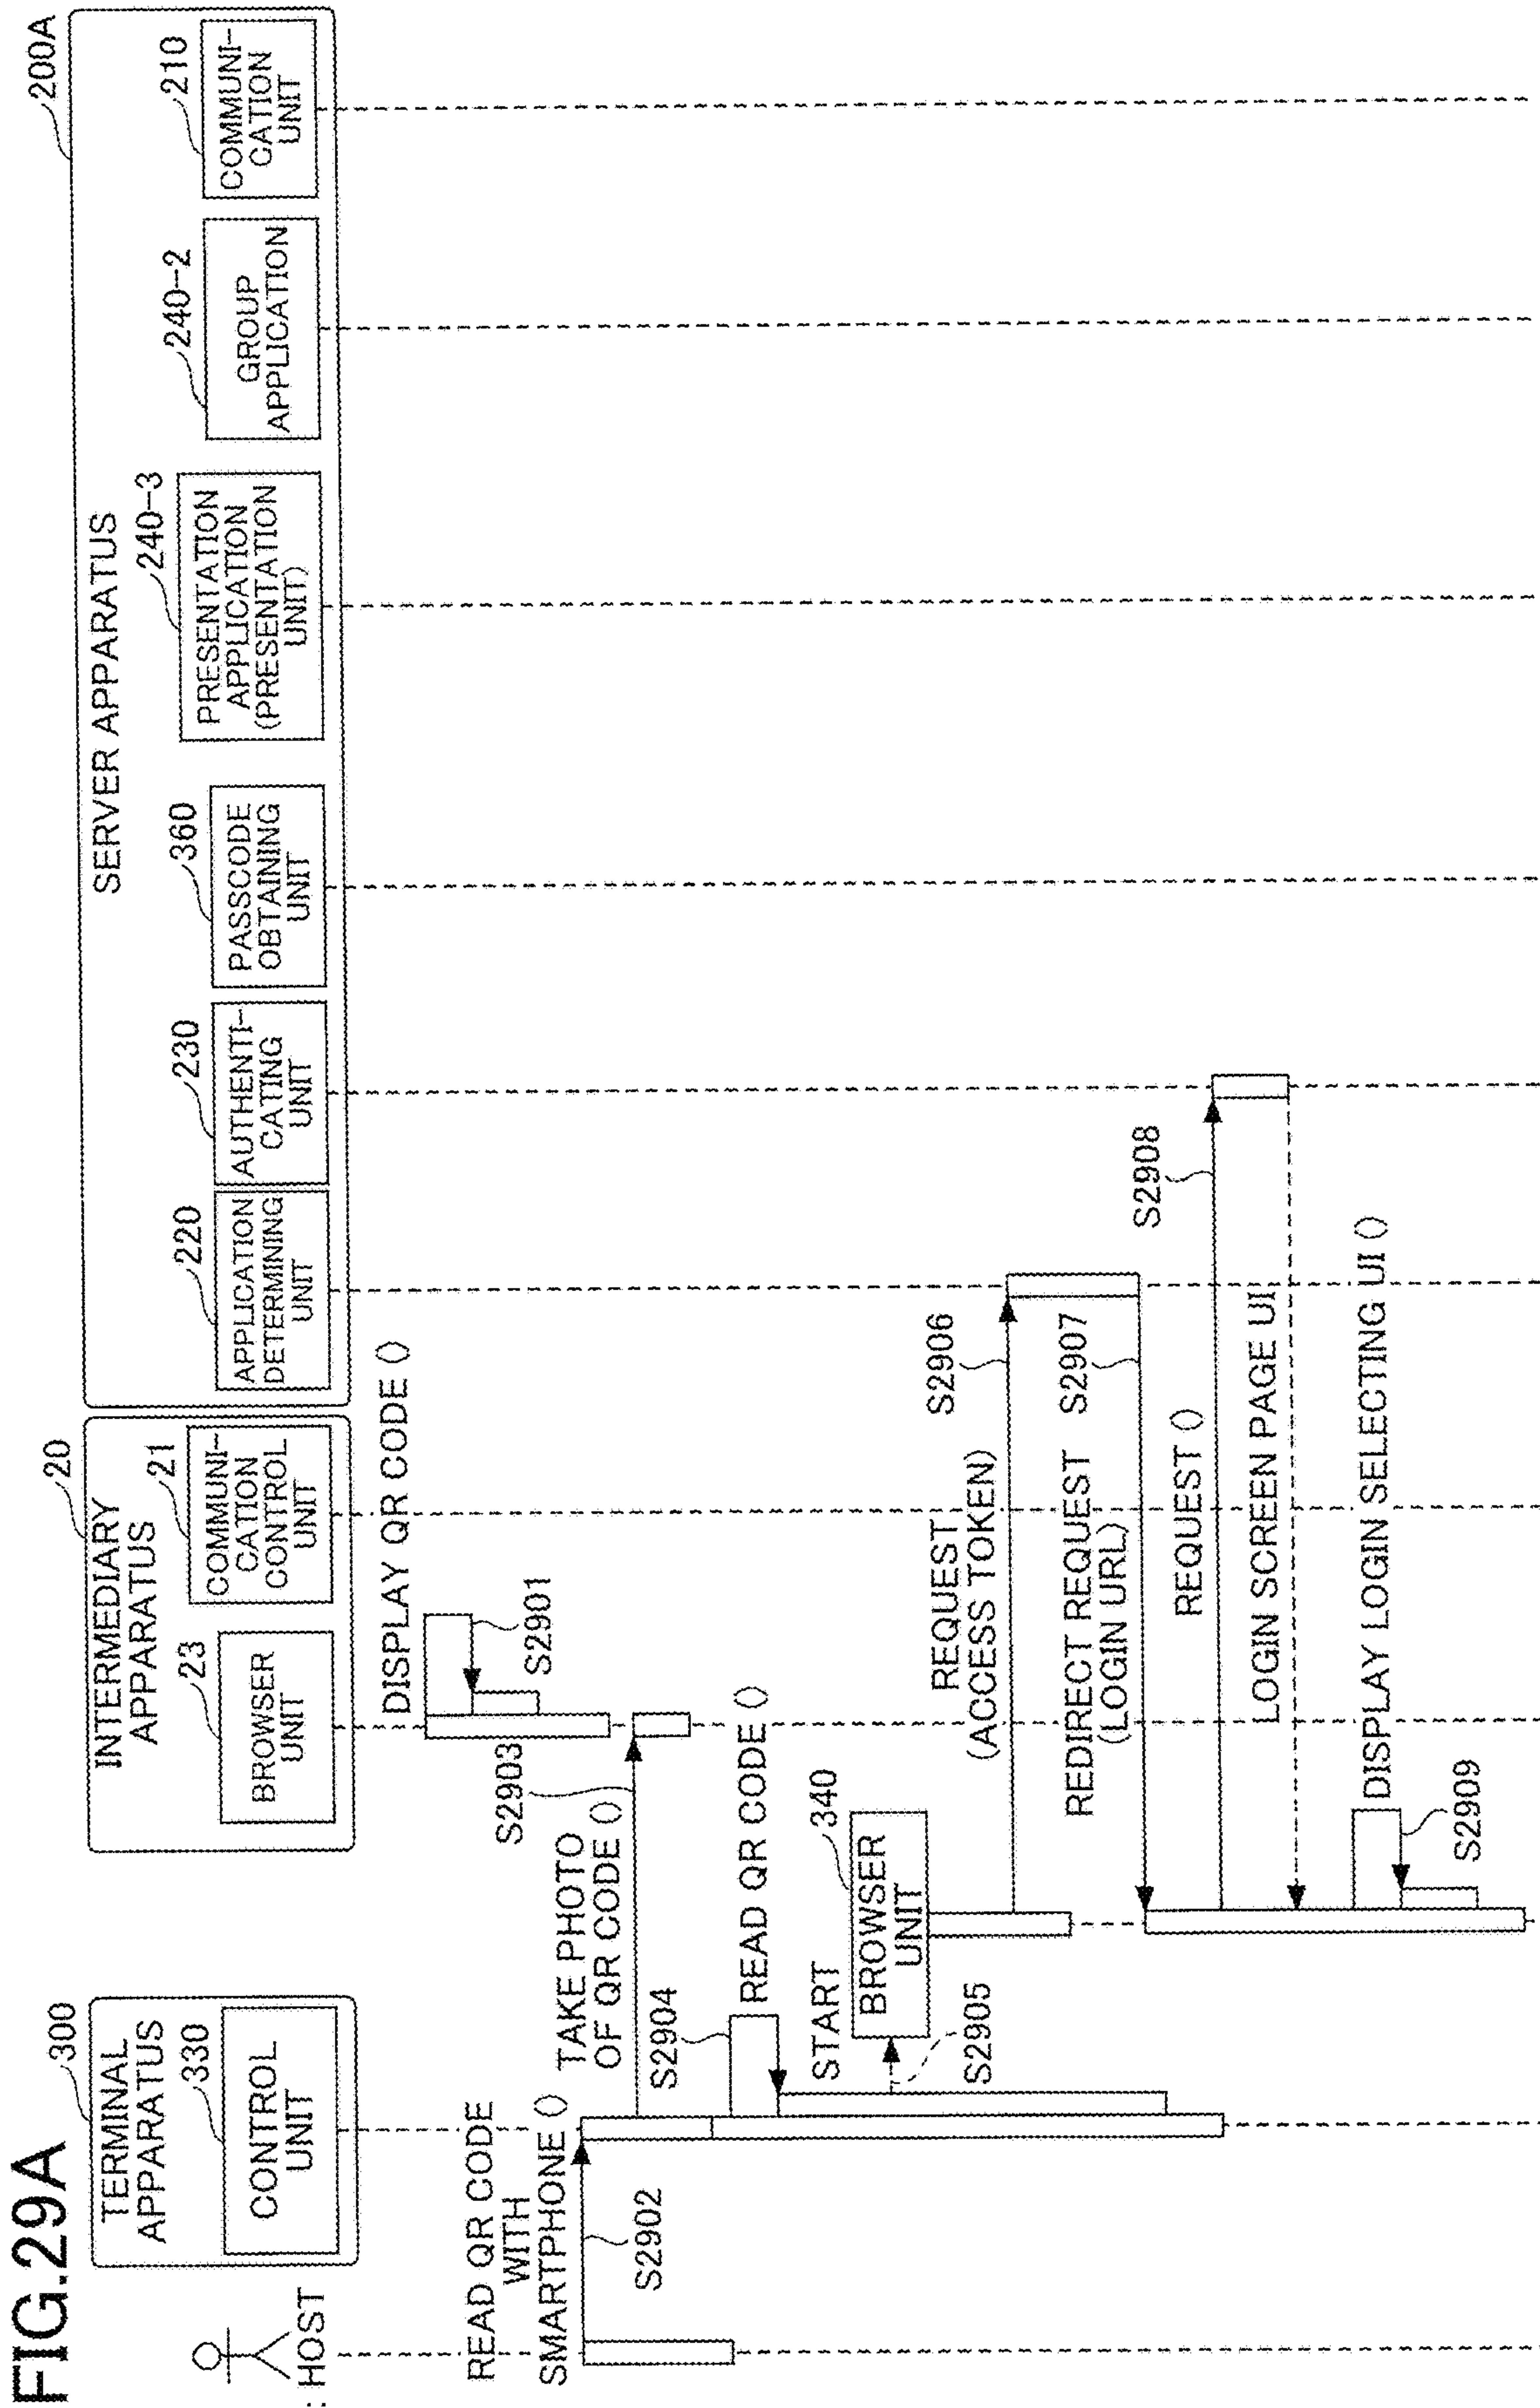 FIG.29A
: HOST
300
TERMINAL
APPARATUS
330
CONTROL
UNIT
20
INTERMEDIARY
APPARATUS
23
BROWSER
UNIT
21
COMMUNI-
CATION
CONTROL
UNIT
200A
SERVER APPARATUS
220
APPLICATION
DETERMINING
UNIT
230
AUTHENTI-
CATING
UNIT
360
PASSCODE
OBTAINING
UNIT
240-3
PRESENTATION
APPLICATION
(PRESENTATION
UNIT)
240-2
GROUP
APPLICATION
210
COMMUNI-
CATION
UNIT
DISPLAY QR CODE ()
S2901
READ QR CODE
WITH
SMARTPHONE ()
S2902
TAKE PHOTO
OF QR CODE ()
S2903
S2904
READ QR CODE ()
START
S2905
340
BROWSER
UNIT
REQUEST
(ACCESS TOKEN)
S2906
REDIRECT REQUEST
(LOGIN URL)
S2907
REQUEST ()
S2908
LOGIN SCREEN PAGE UI
DISPLAY LOGIN SELECTING UI ()
S2909